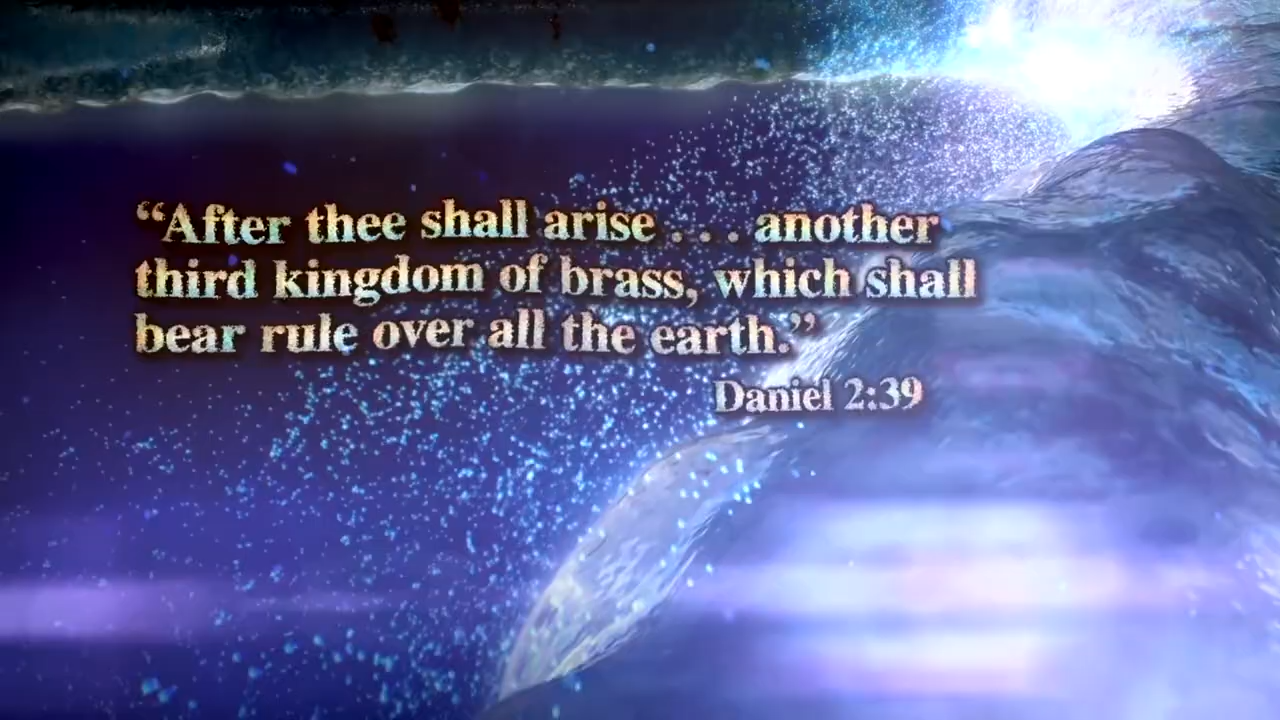 “After thee shall arise . . . another
third kingdom of brass, which shall
bear rule over all the earth.”
Daniel 2:39